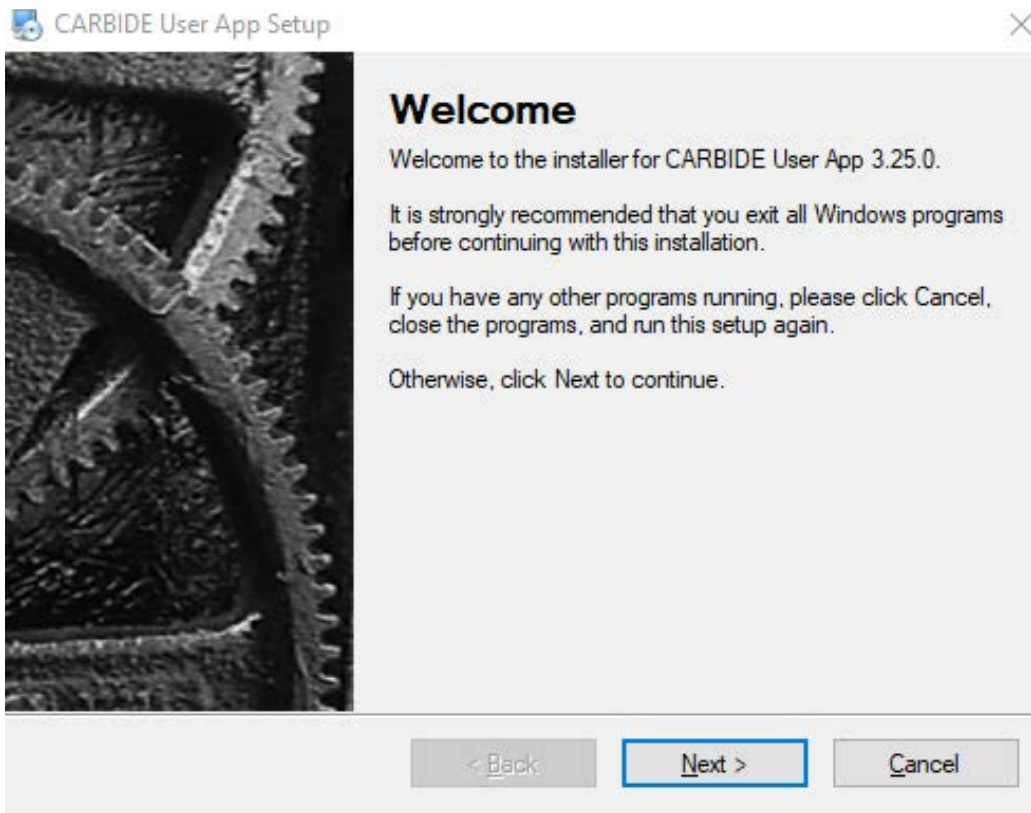 CARBIDE User App Setup
Welcome
Welcome to the installer for CARBIDE User App 3.25.0.
It is strongly recommended that you exit all Windows programs
before continuing with this installation.
If you have any other programs running, please click Cancel,
close the programs, and run this setup again.
Otherwise, click Next to continue.
< Back
Next >
Cancel